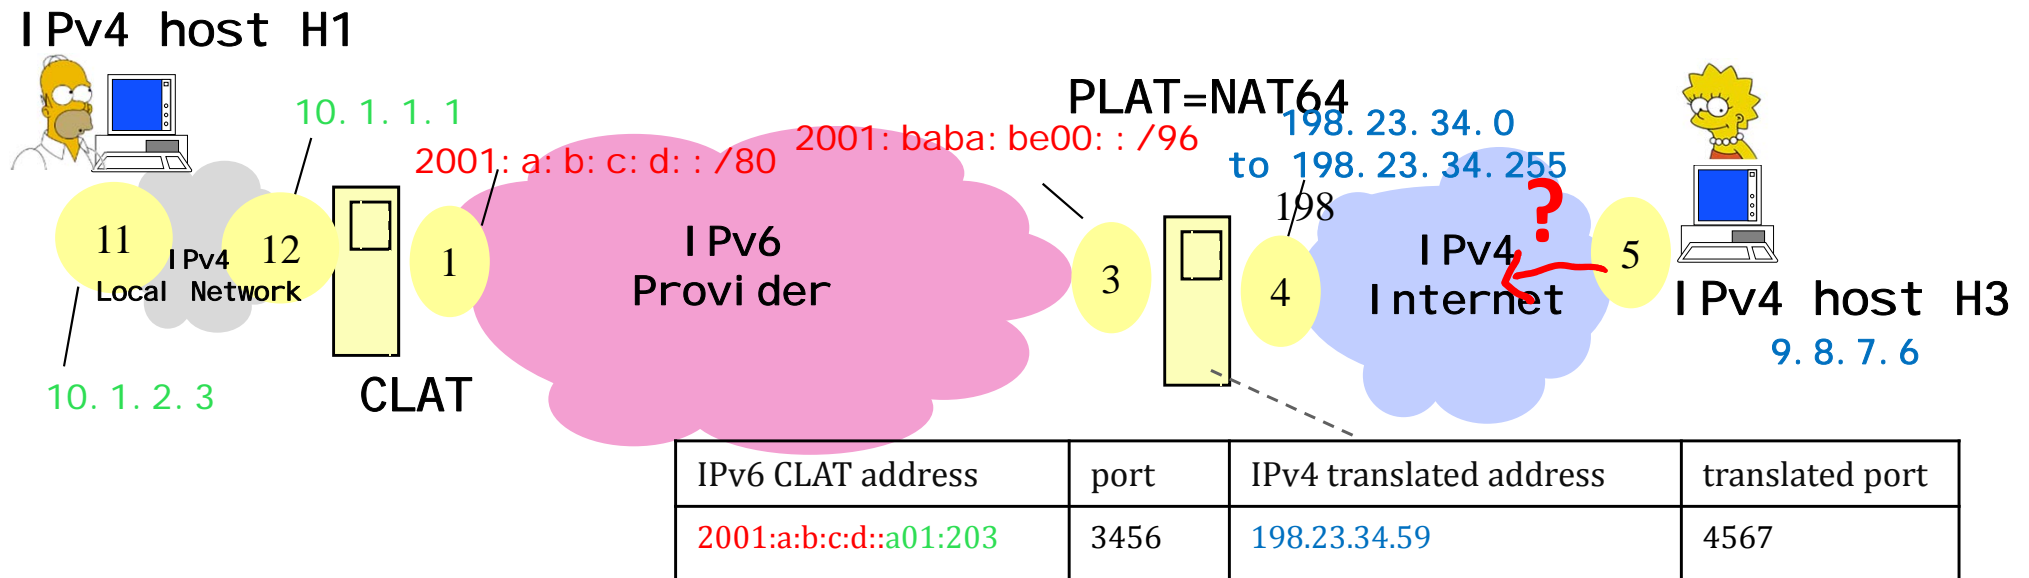 IPv4 host H1
10.1.1.1
2001:a:b:c:d::/80
2001:baba:be00::/96
PLAT=NAT64
198.23.34.0
to 198.23.34.255
198
?
11
IPv4
Local Network
12
1
IPv6
Provider
3
4
IPv4
Internet
5
IPv4 host H3
9.8.7.6
10.1.2.3
CLAT
IPv6 CLAT address port IPv4 translated address translated port
2001:a:b:c:d::a01:203 3456 198.23.34.59 4567